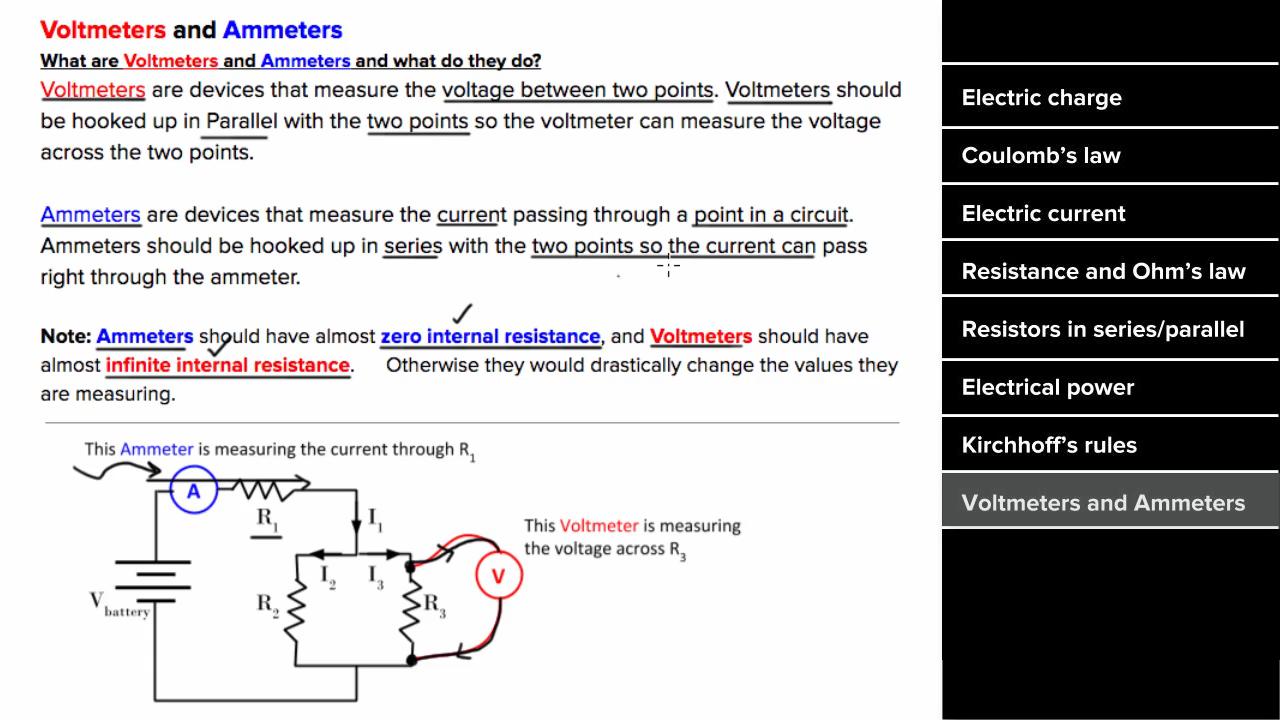 Voltmeters and Ammeters
What are Voltmeters and Ammeters and what do they do?
Voltmeters are devices that measure the voltage between two points. Voltmeters should
be hooked up in Parallel with the two points so the voltmeter can measure the voltage
across the two points.
Ammeters are devices that measure the current passing through a point in a circuit.
Ammeters should be hooked up in series with the two points so the current can pass
right through the ammeter.
Note: Ammeters should have almost zero internal resistance, and Voltmeters should have
almost infinite internal resistance. Otherwise they would drastically change the values they
are measuring.
This Ammeter is measuring the current through R1
A
R1
I1
This Voltmeter is measuring
the voltage across R3
I2
I3
V
Vbattery
R2
R3
Electric charge
Coulomb’s law
Electric current
Resistance and Ohm’s law
Resistors in series/parallel
Electrical power
Kirchhoff’s rules
Voltmeters and Ammeters